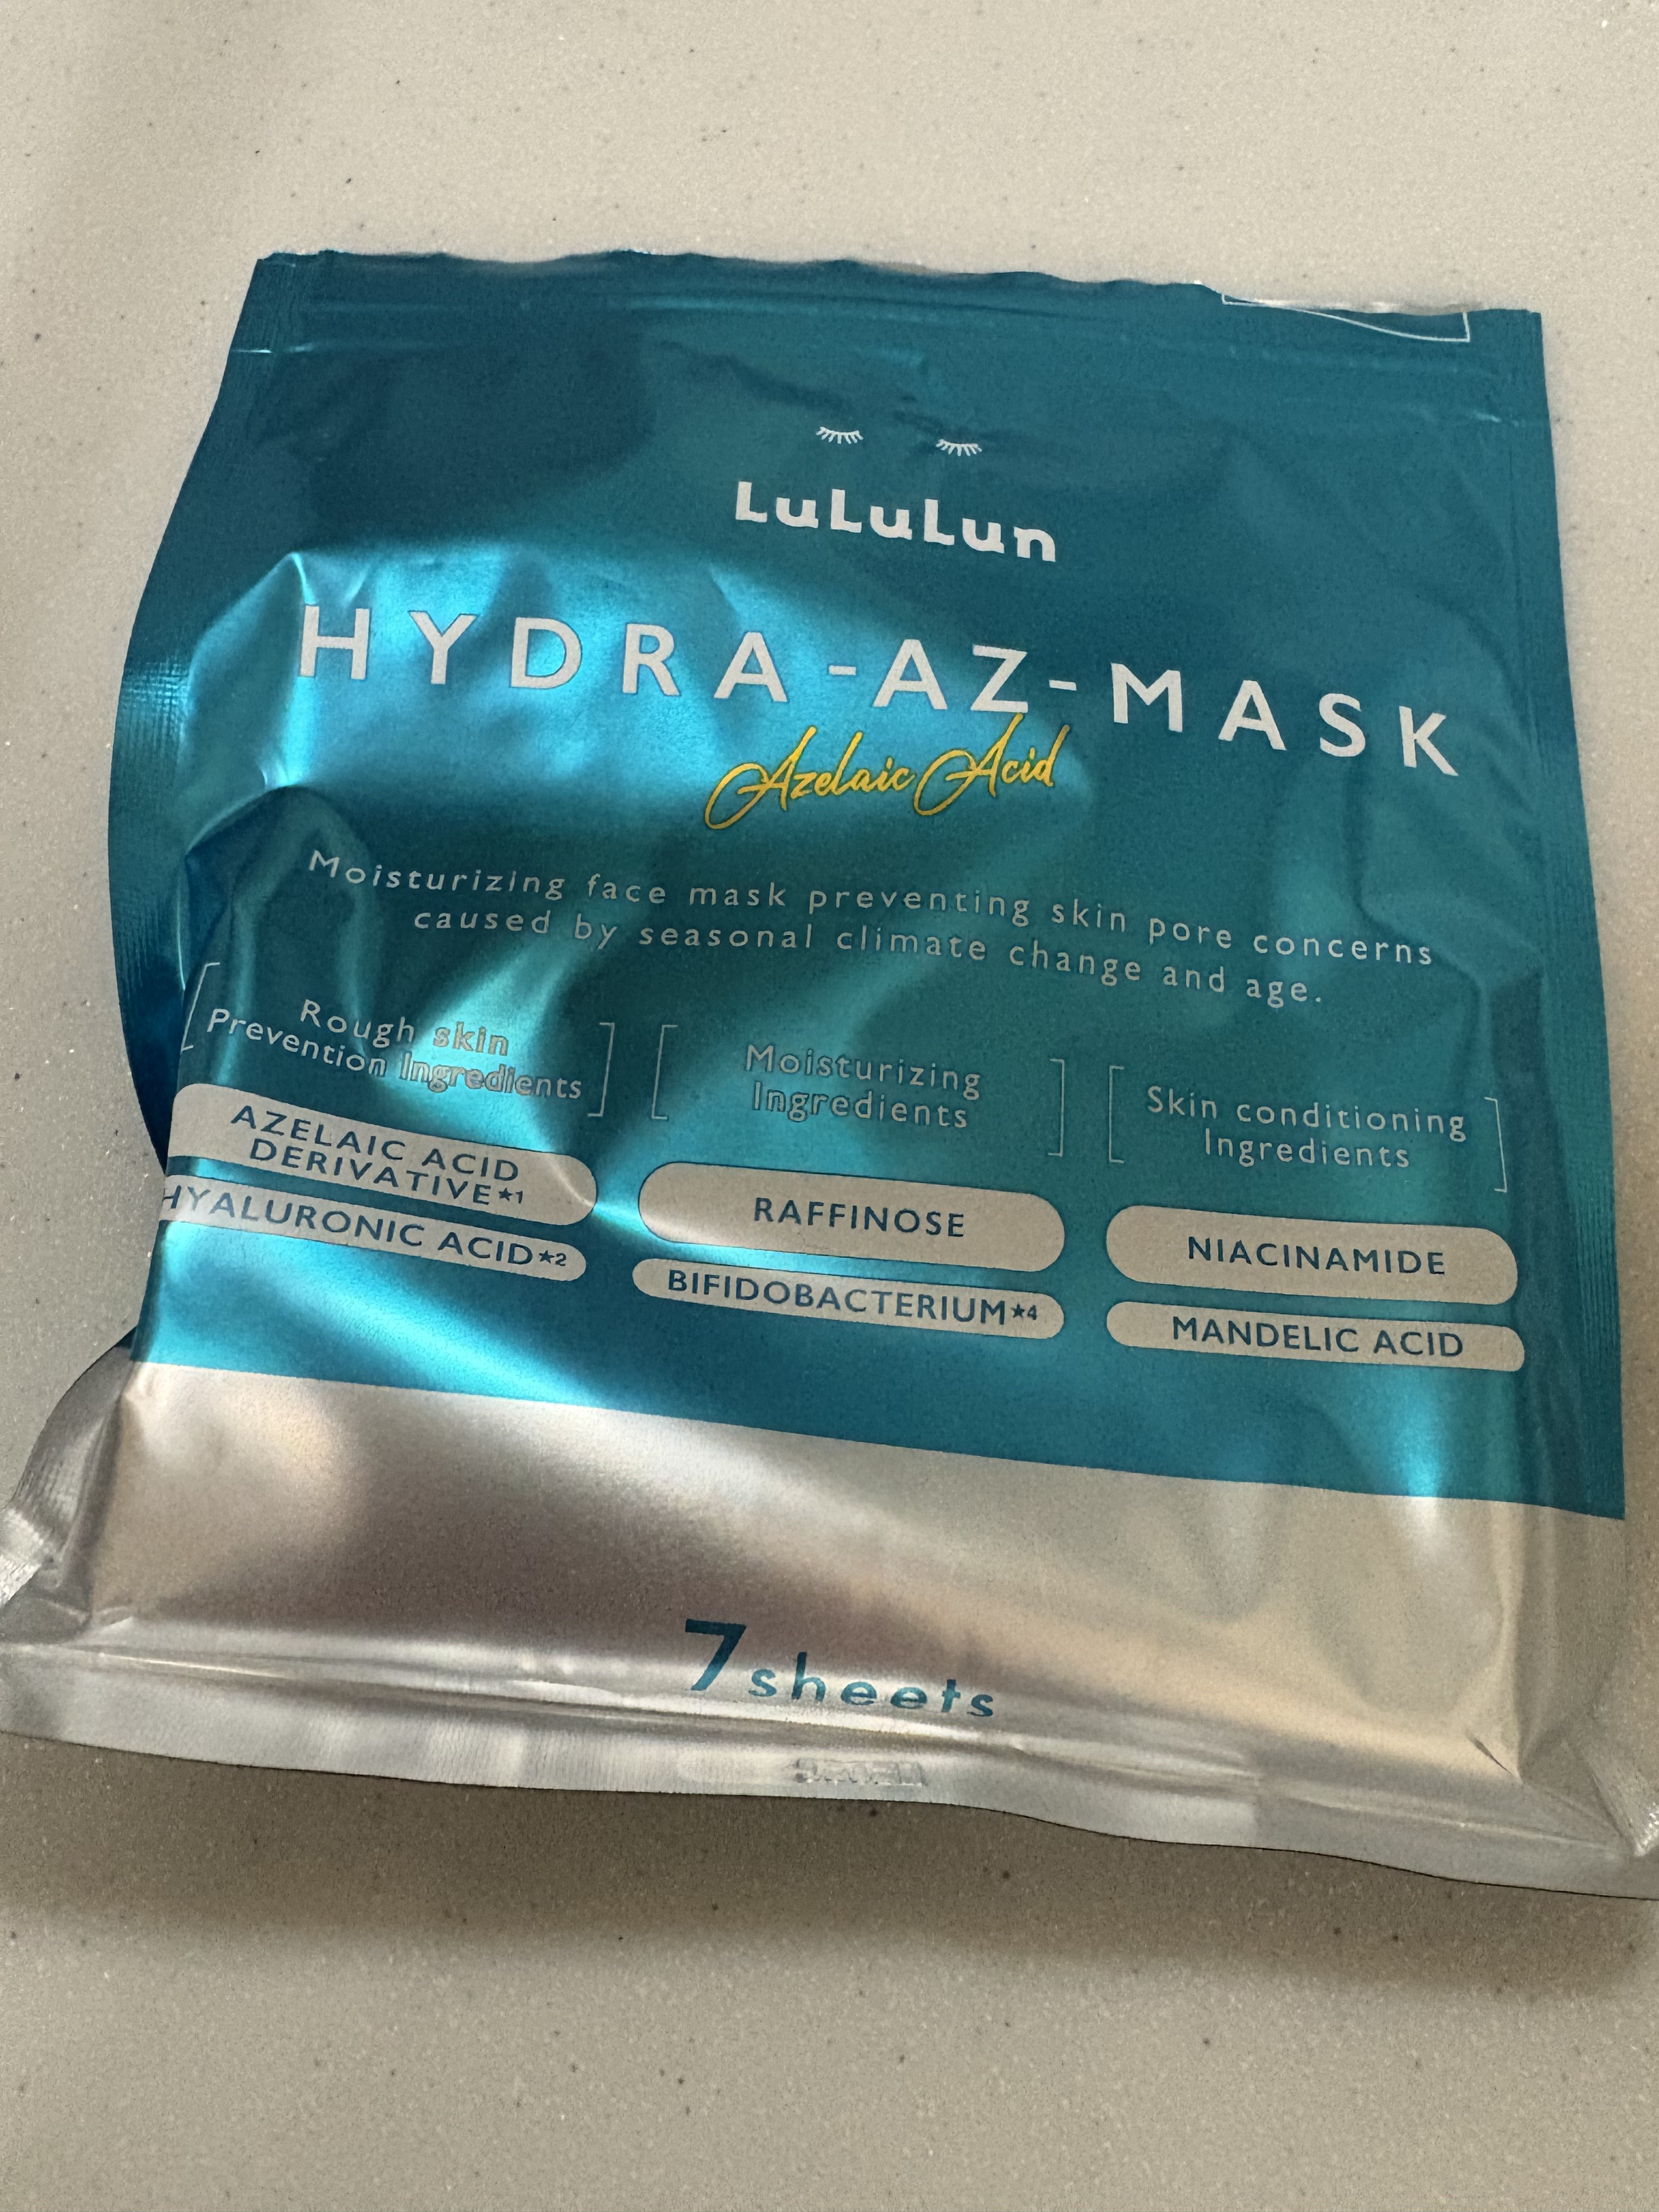 LuLuLun
HYDRA-AZ-MASK
Azelaic Acid
Moisturizing face mask preventing skin pore concerns
caused by seasonal climate change and age.
Rough skin
Prevention Ingredients
AZELAIC ACID
DERIVATIVE★1
HYALURONIC ACID★2
Moisturizing
Ingredients
RAFFINOSE
BIFIDOBACTERIUM★4
Skin conditioning
Ingredients
NIACINAMIDE
MANDELIC ACID
7 sheets